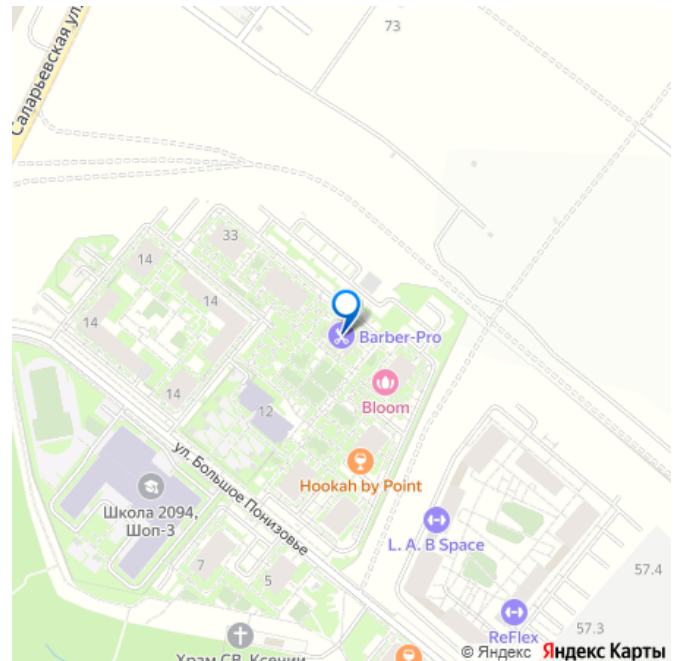 73
Саларьевская ул.
33
14
14
14
Barber-Pro
Bloom
14
12
ул. Большое Понизовье
Hookah by Point
Школа 2094,
Шоп-3
L. A. B Space
7
5
57.4
ReFlex
57.3
Храм СВ. Ксении
© Яндекс Яндекс Карты